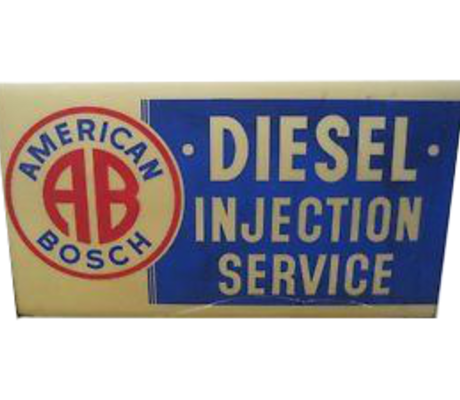 AMERICAN
AB
BOSCH
· DIESEL ·
INJECTION
SERVICE